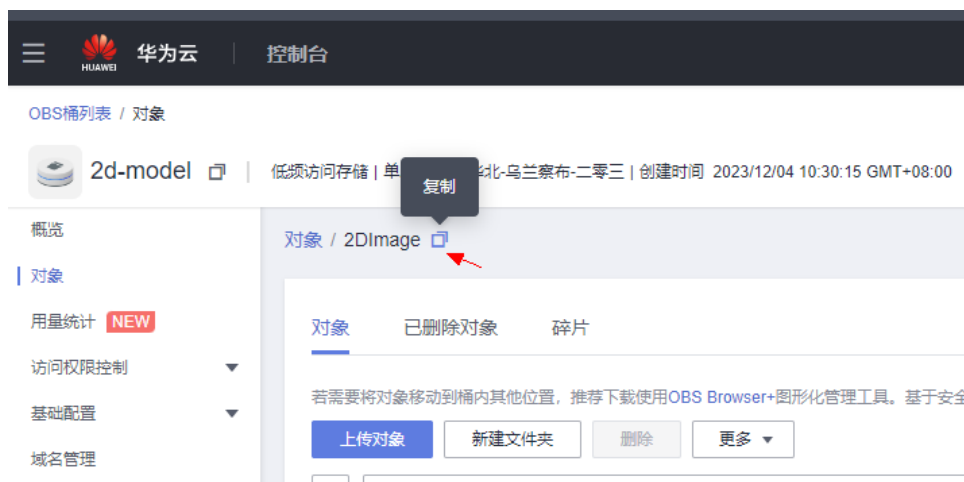 HUAWEI 华为云 控制台
OBS桶列表 / 对象
2d-model 低频访问存储 | 单 华北-乌兰察布-二零三 | 创建时间 2023/12/04 10:30:15 GMT+08:00
复制
概览
对象 / 2DImage
对象
用量统计 NEW
对象 已删除对象 碎片
访问权限控制
若需要将对象移动到桶内其他位置，推荐下载使用OBS Browser+图形化管理工具。基于安全
基础配置
上传对象 新建文件夹 删除 更多
域名管理